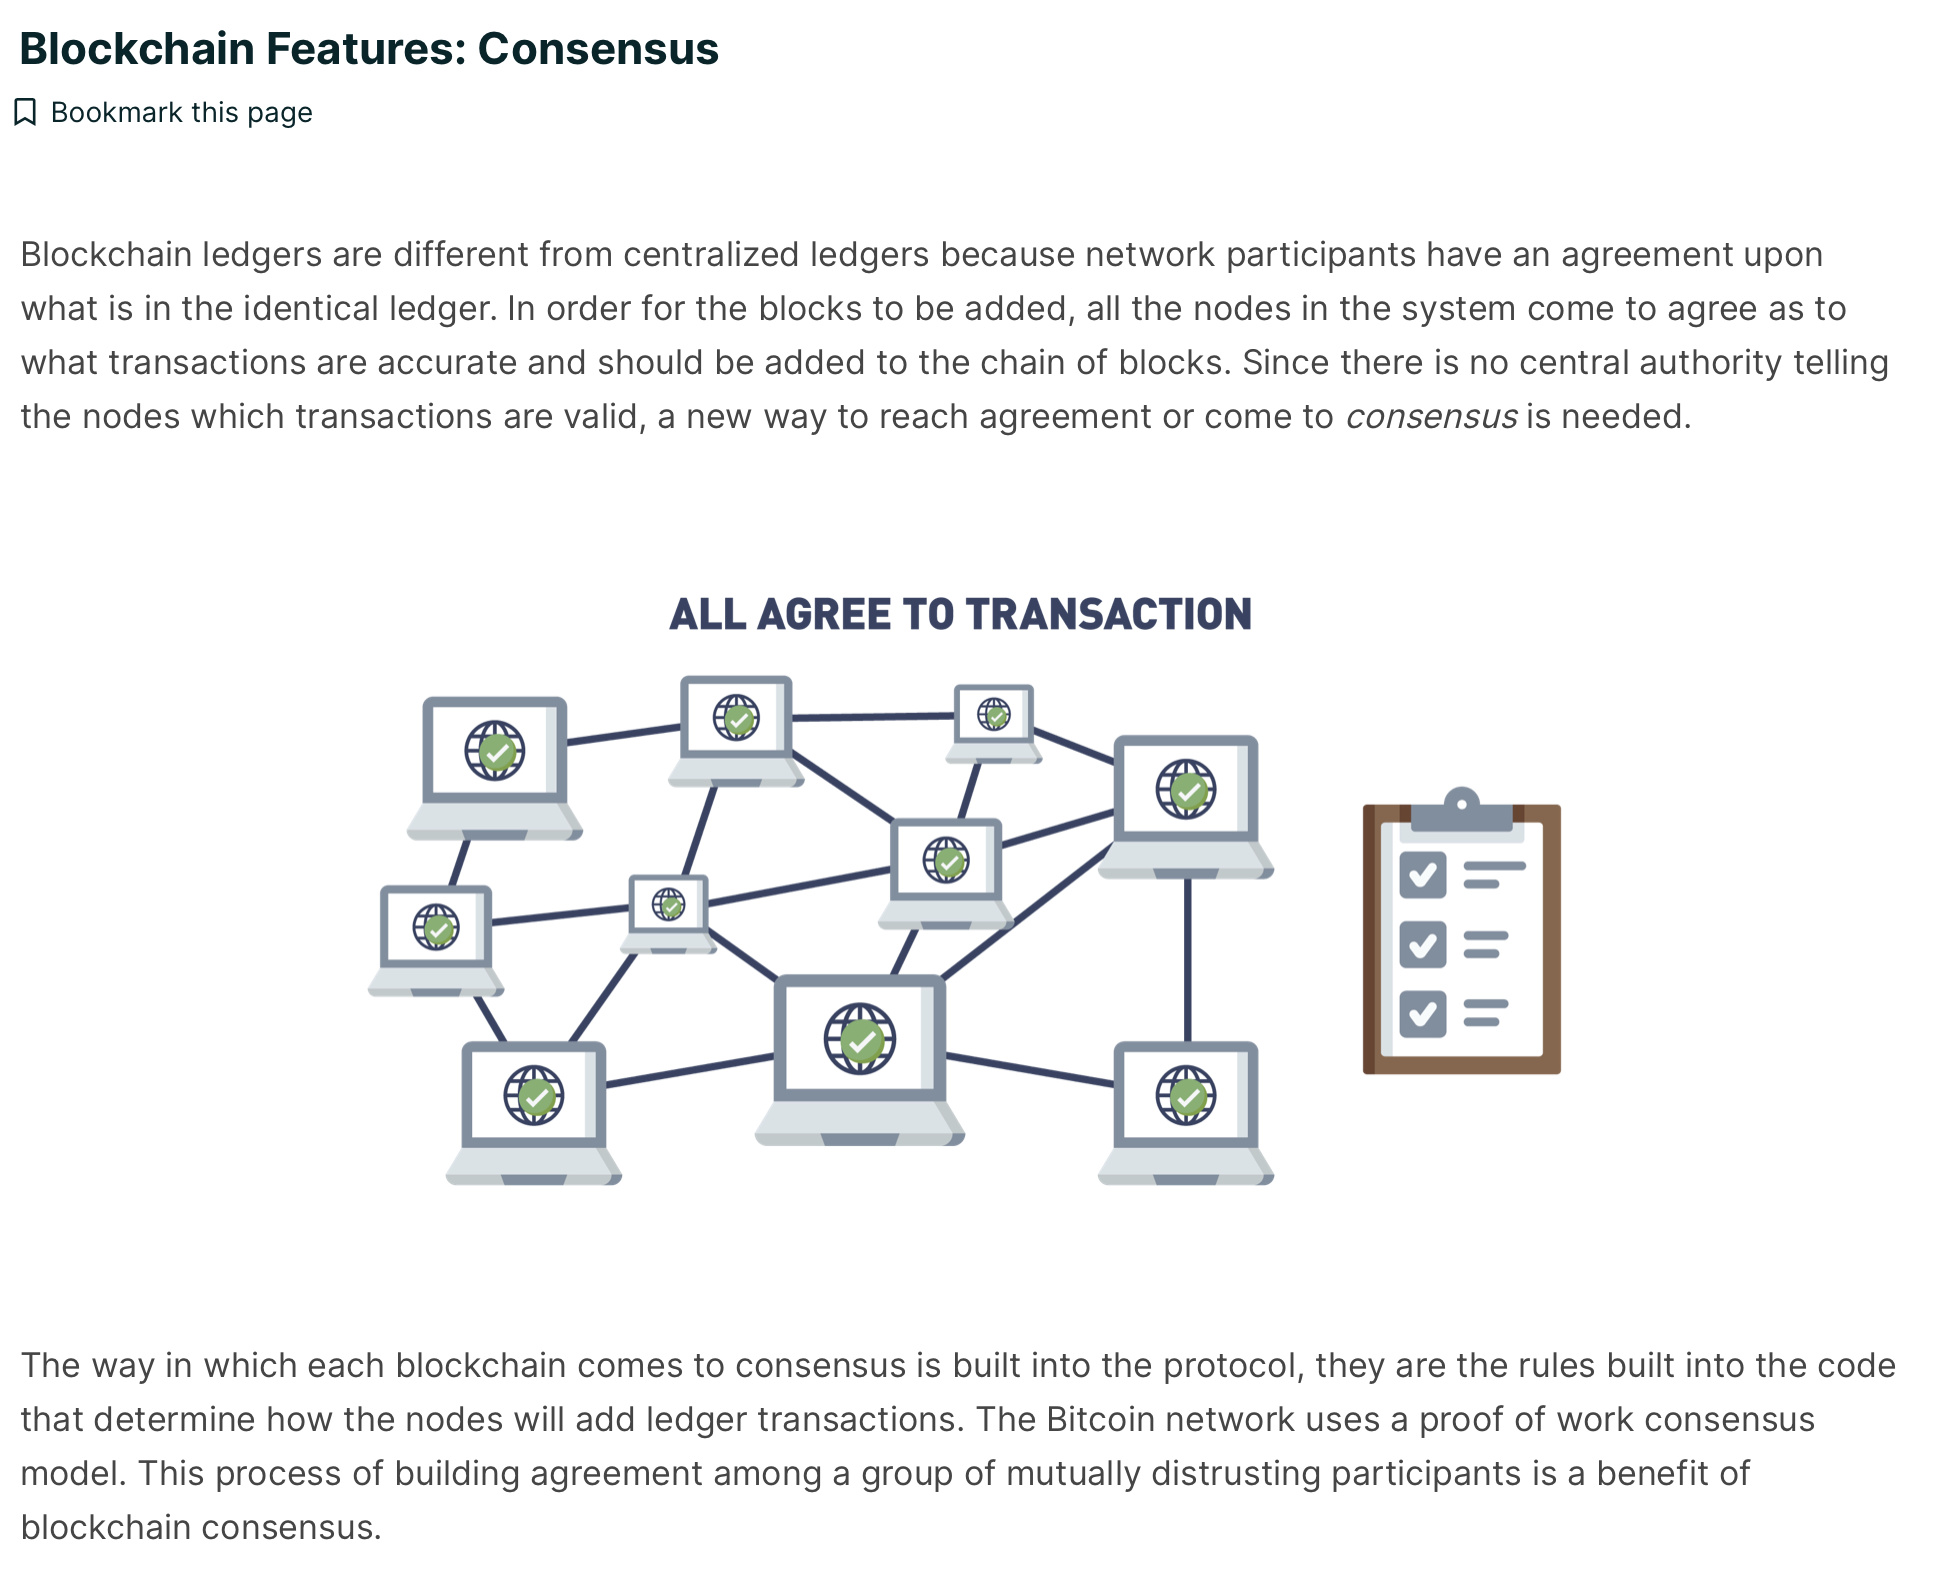 Blockchain Features: Consensus
Bookmark this page
Blockchain ledgers are different from centralized ledgers because network participants have an agreement upon
what is in the identical ledger. In order for the blocks to be added, all the nodes in the system come to agree as to
what transactions are accurate and should be added to the chain of blocks. Since there is no central authority telling
the nodes which transactions are valid, a new way to reach agreement or come to consensus is needed.
ALL AGREE TO TRANSACTION
The way in which each blockchain comes to consensus is built into the protocol, they are the rules built into the code
that determine how the nodes will add ledger transactions. The Bitcoin network uses a proof of work consensus
model. This process of building agreement among a group of mutually distrusting participants is a benefit of
blockchain consensus.